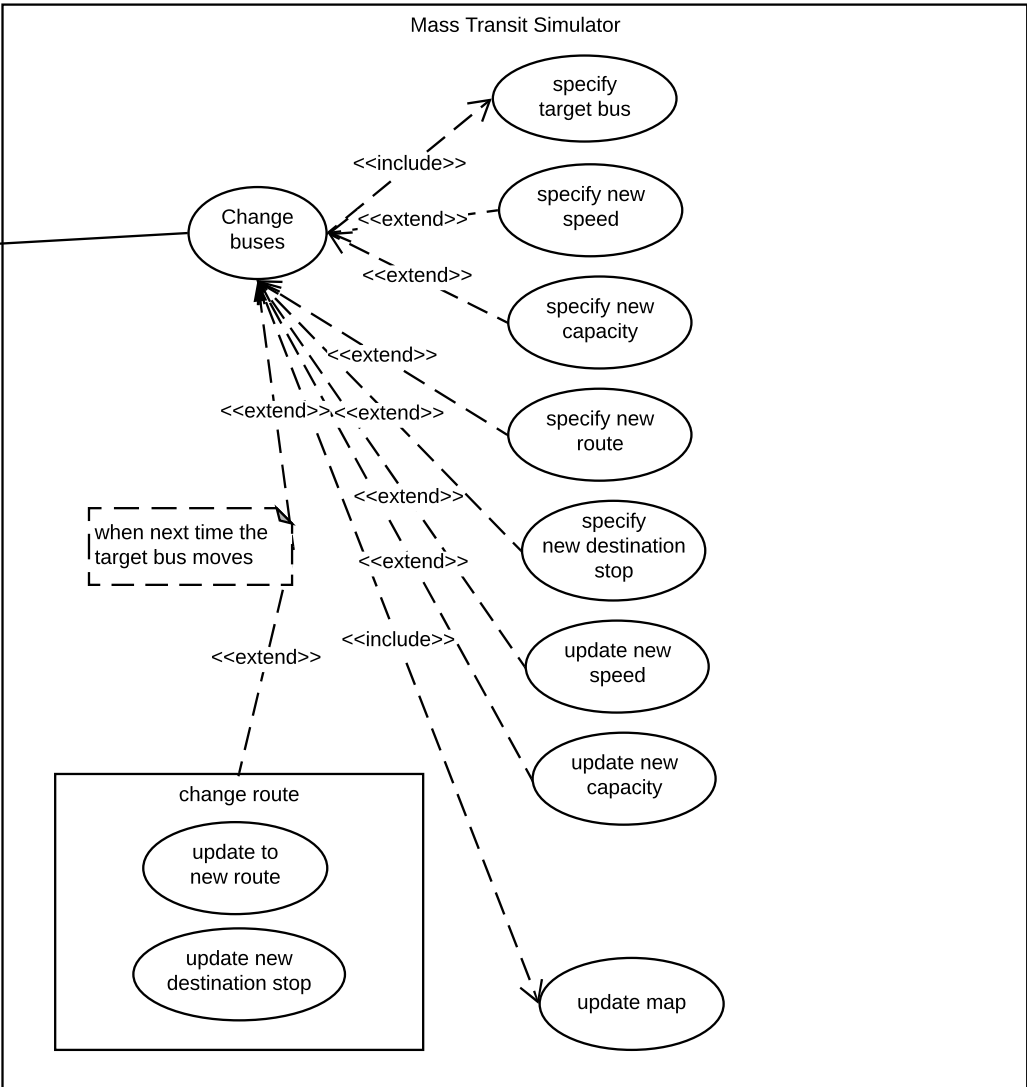 Mass Transit Simulator
specify
target bus
<<include>>
specify new
speed
<<extend>>
Change
buses
<<extend>>
specify new
capacity
<<extend>>
specify new
route
<<extend>>
<<extend>>
specify
new destination
stop
<<extend>>
when next time the
target bus moves
<<extend>>
<<include>>
update new
speed
<<extend>>
update new
capacity
change route
update to
new route
update new
destination stop
update map